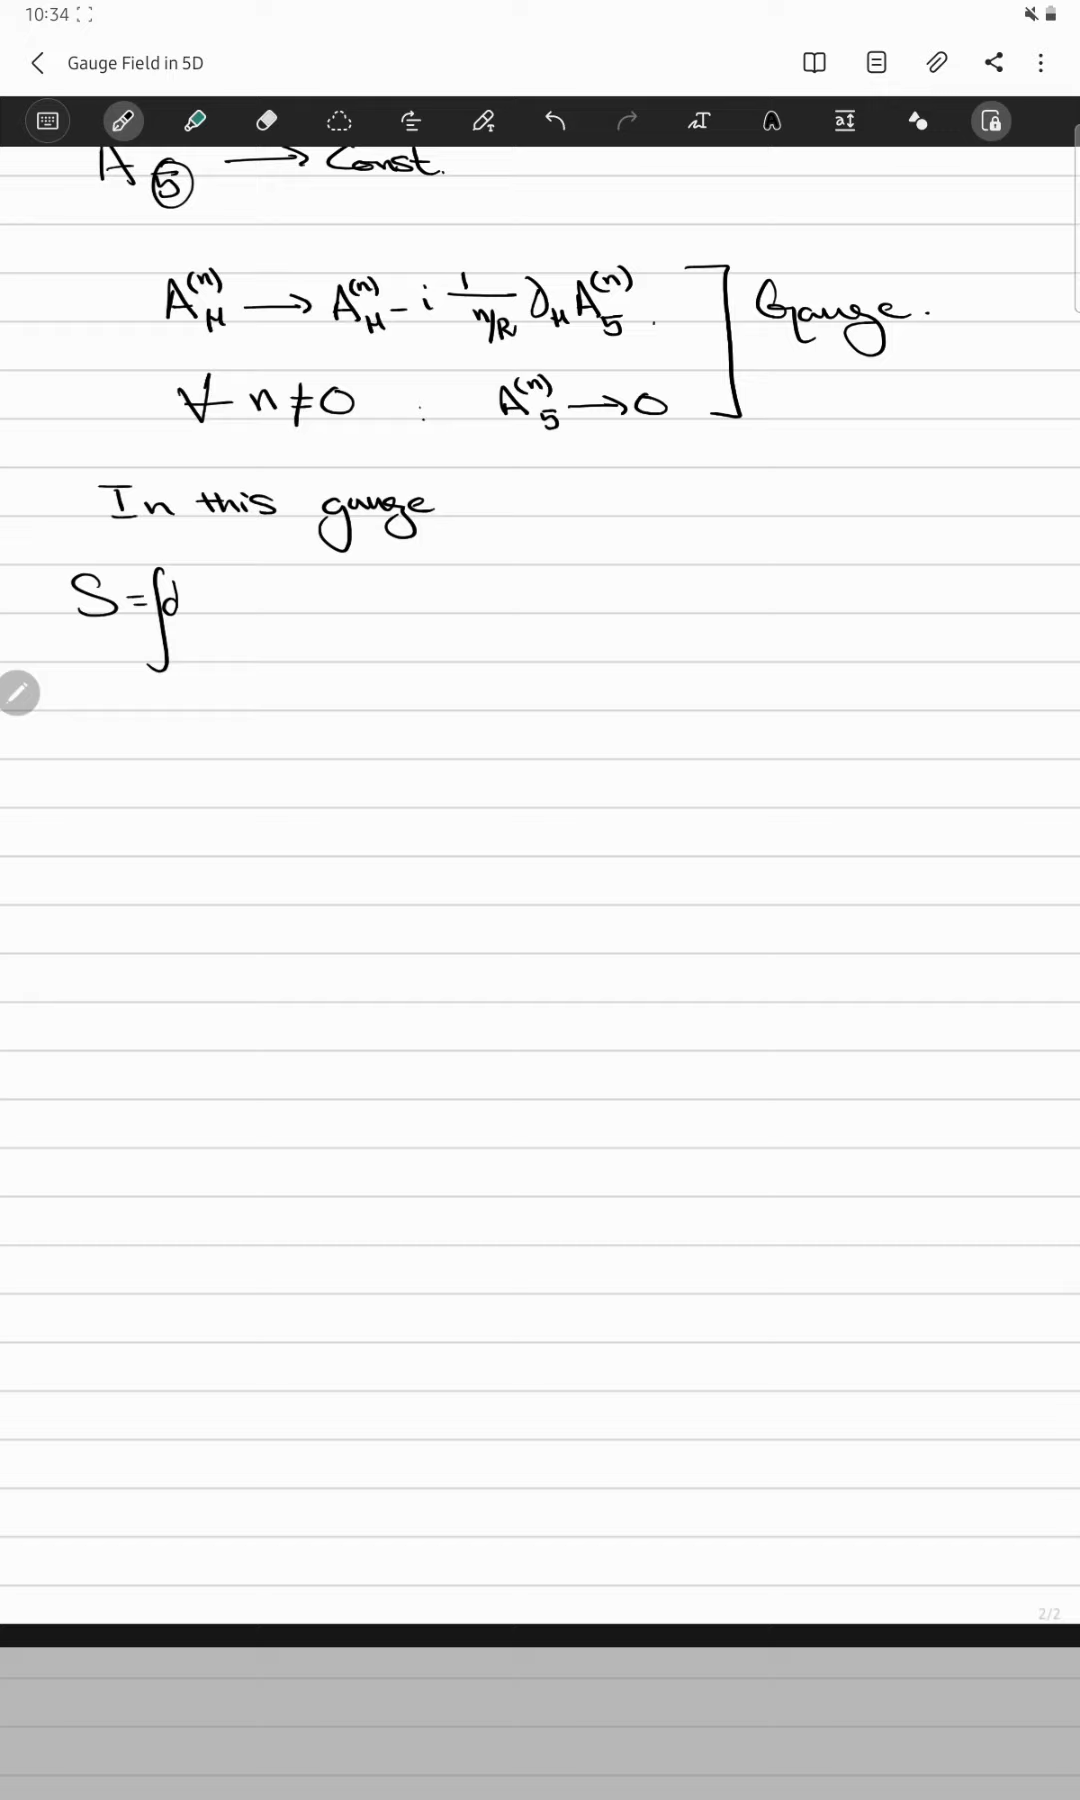 10:34
Gauge Field in 5D
A₅ → Const.
A_μ^(n) → A_μ^(n) - i 1/(n/R) ∂_μ A_5^(n) . ] Gauge.
∀ n ≠ 0 : A_5^(n) → 0
In this gauge
S = ∫d
2/2